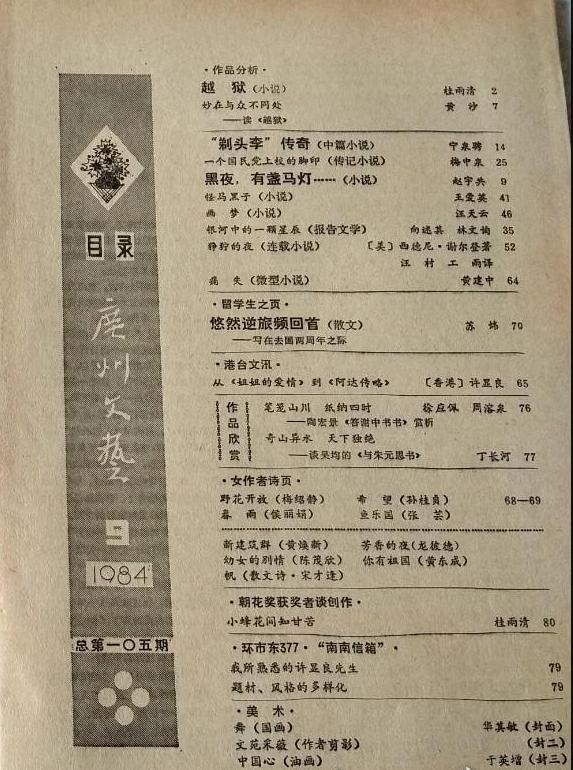 目录
广州文艺
5
1984
总第一〇五期
·作品分析·
越 狱(小说) 杜雨清 2
妙在与众不同处 黄 沙 7
——读《越狱》
“剃头李”传奇(中篇小说) 宁泉骋 14
一个国民党上校的脚印(传记小说) 梅中泉 25
黑夜,有盏马灯……(小说) 赵宇共 9
怪马黑子(小说) 王爱英 41
画 梦(小说) 汪天云 46
银河中的一颗星辰(报告文学) 向述其 林文询 35
狰狞的夜(连载小说) 〔美〕西德尼·谢尔登著 52
汪 村 工 雨译
痛 失(微型小说) 黄建中 64
·留学生之页·
悠然逆旅频回首(散文) 苏 炜 70
——写在去国两周年之际
·港台文汛·
从《姐姐的爱情》到《阿达传略》 〔香港〕许昱良 65
作品欣赏
笔笼山川 纸纳四时 徐应佩 周溶泉 76
——陶宏景《答谢中书书》赏析
奇山异水 天下独绝
——谈吴均的《与朱元思书》 丁长河 77
·女作者诗页·
野花开放(梅绍静) 希 望(孙桂贞) 68—69
春 雨(侯丽娟) 鱼乐图(张 芸)
新建筑群(黄焕新) 芳香的夜(龙彼德)
幼女的别情(陈茂欣) 你有祖国(黄东成)
帆(散文诗·宋才逢)
·朝花奖获奖者谈创作·
小蜂花间知甘苦 杜雨清 80
·环市东377·“南南信箱”·
我所熟悉的许昱良先生 79
题材、风格的多样化 79
·美 术·
舞(国画) 华其敏(封面)
文苑采薇(作者剪影) (封二)
中国心(油画) 于英增(封三)